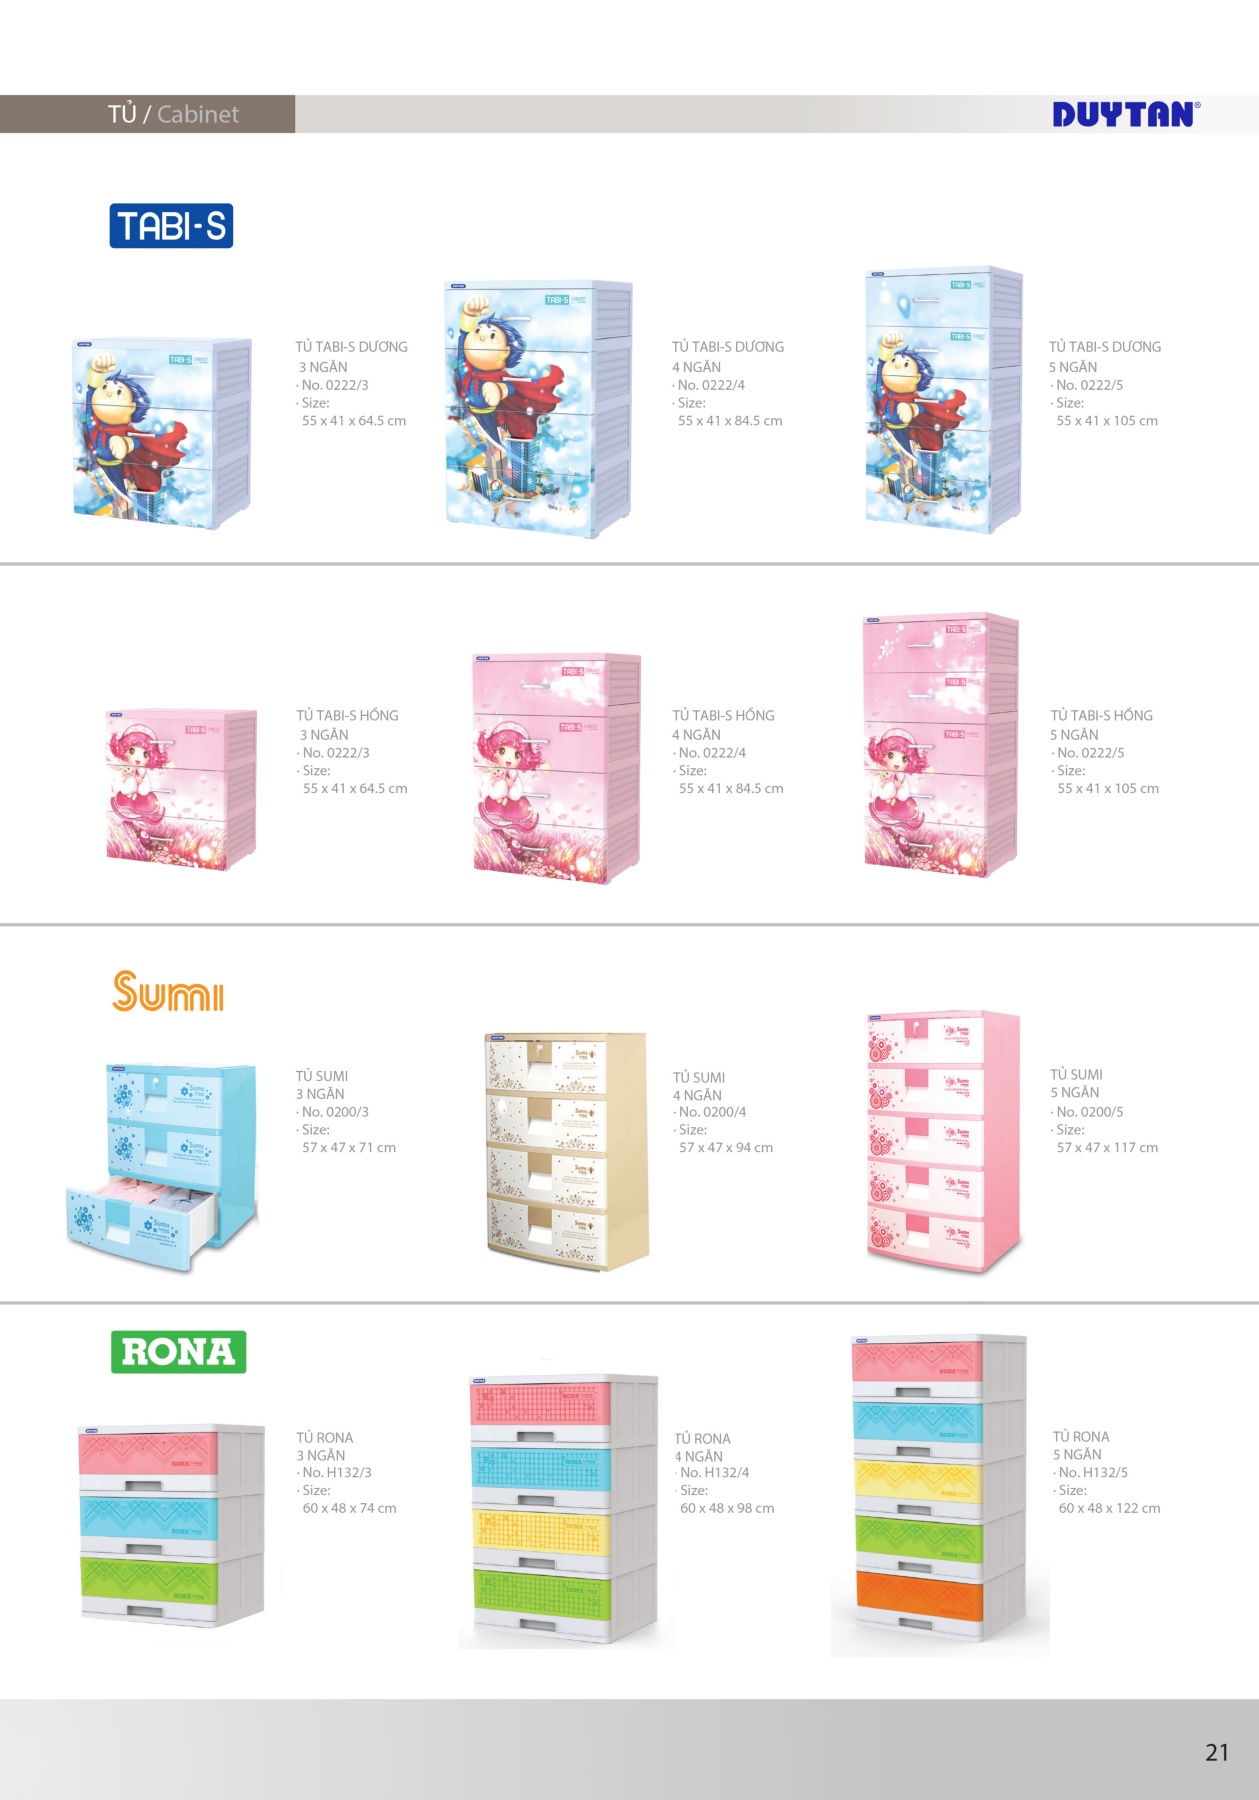 TỦ / Cabinet
DUYTAN®
TABI-S
TỦ TABI-S DƯƠNG
3 NGĂN
· No. 0222/3
· Size:
55 x 41 x 64.5 cm
TỦ TABI-S DƯƠNG
4 NGĂN
· No. 0222/4
· Size:
55 x 41 x 84.5 cm
TỦ TABI-S DƯƠNG
5 NGĂN
· No. 0222/5
· Size:
55 x 41 x 105 cm
TỦ TABI-S HỒNG
3 NGĂN
· No. 0222/3
· Size:
55 x 41 x 64.5 cm
TỦ TABI-S HỒNG
4 NGĂN
· No. 0222/4
· Size:
55 x 41 x 84.5 cm
TỦ TABI-S HỒNG
5 NGĂN
· No. 0222/5
· Size:
55 x 41 x 105 cm
Sumi
TỦ SUMI
3 NGĂN
· No. 0200/3
· Size:
57 x 47 x 71 cm
TỦ SUMI
4 NGĂN
· No. 0200/4
· Size:
57 x 47 x 94 cm
TỦ SUMI
5 NGĂN
· No. 0200/5
· Size:
57 x 47 x 117 cm
RONA
TỦ RONA
3 NGĂN
· No. H132/3
· Size:
60 x 48 x 74 cm
TỦ RONA
4 NGĂN
· No. H132/4
· Size:
60 x 48 x 98 cm
TỦ RONA
5 NGĂN
· No. H132/5
· Size:
60 x 48 x 122 cm
21